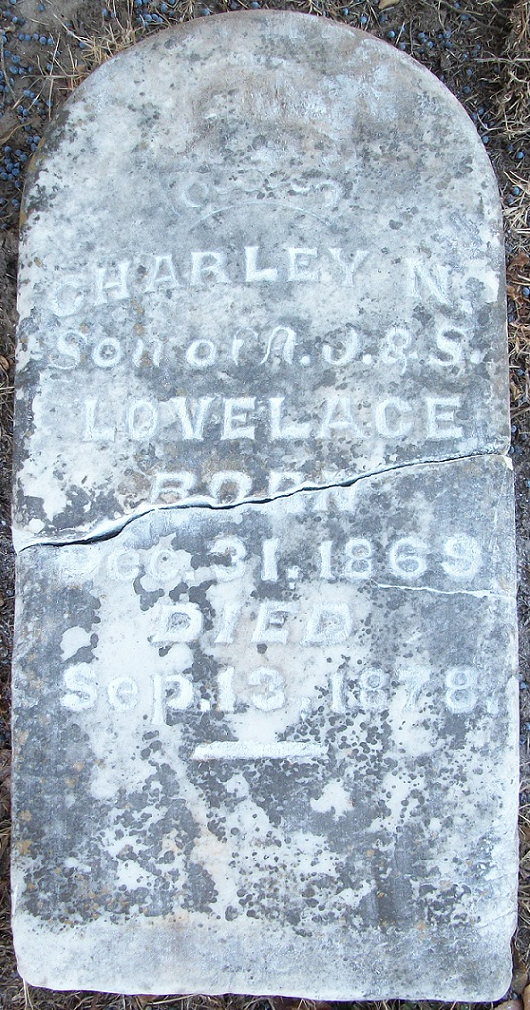 CHARLEY N.
Son of A. J. & S.
LOVELACE
BORN
Dec. 31, 1869
DIED
Sep. 13, 1878.